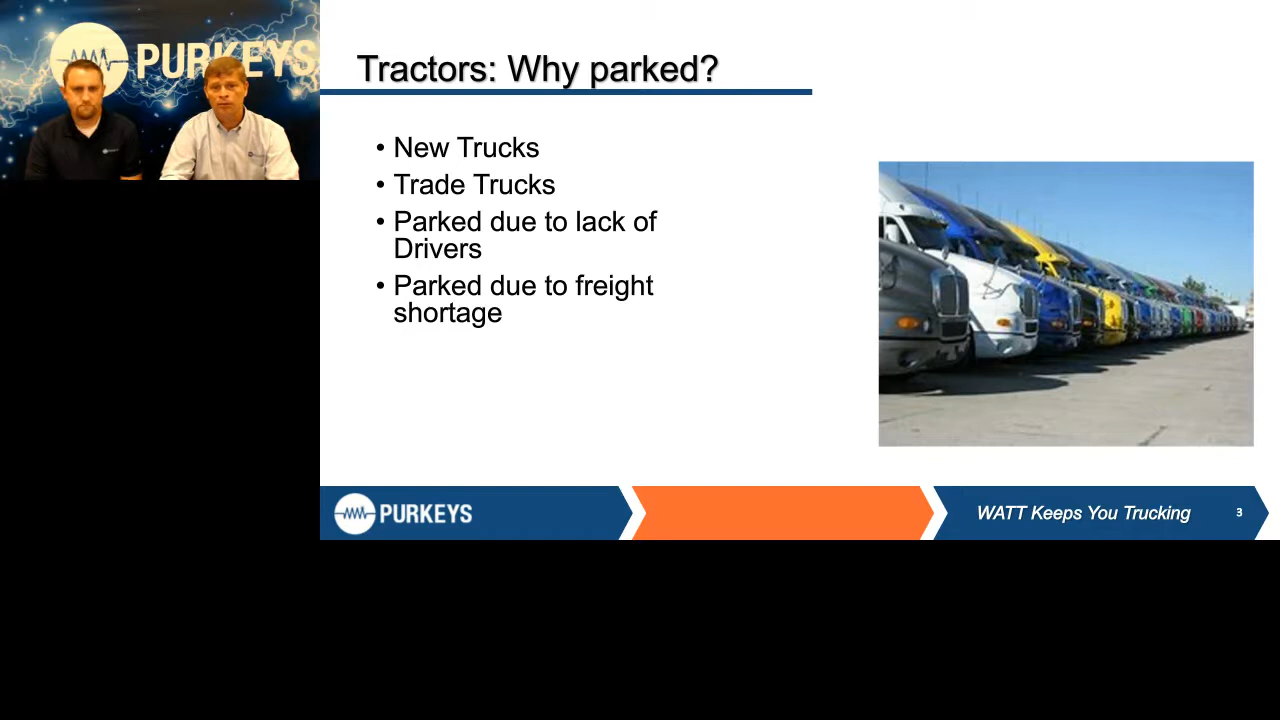 PURKEYS
Tractors: Why parked?
• New Trucks
• Trade Trucks
• Parked due to lack of
Drivers
• Parked due to freight
shortage
PURKEYS
WATT Keeps You Trucking
3